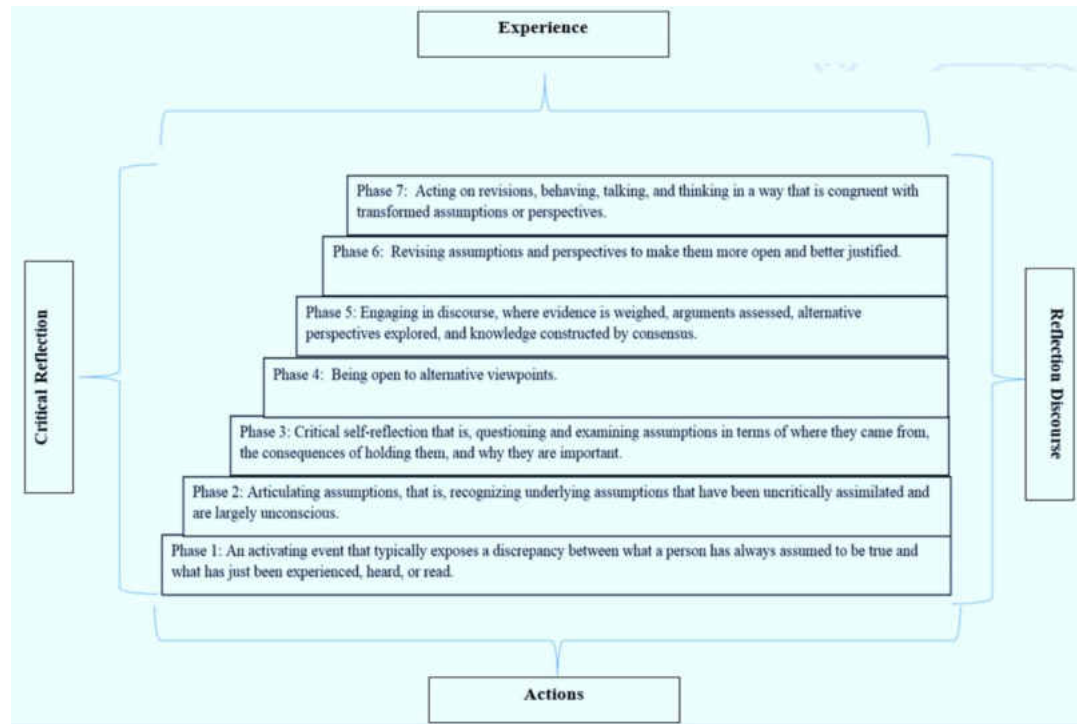 Experience
Phase 7: Acting on revisions, behaving, talking, and thinking in a way that is congruent with
transformed assumptions or perspectives.
Phase 6: Revising assumptions and perspectives to make them more open and better justified.
Phase 5: Engaging in discourse, where evidence is weighed, arguments assessed, alternative
perspectives explored, and knowledge constructed by consensus.
Phase 4: Being open to alternative viewpoints.
Phase 3: Critical self-reflection that is, questioning and examining assumptions in terms of where they came from,
the consequences of holding them, and why they are important.
Phase 2: Articulating assumptions, that is, recognizing underlying assumptions that have been uncritically assimilated and
are largely unconscious.
Phase 1: An activating event that typically exposes a discrepancy between what a person has always assumed to be true and
what has just been experienced, heard, or read.
Critical Reflection
Reflection Discourse
Actions